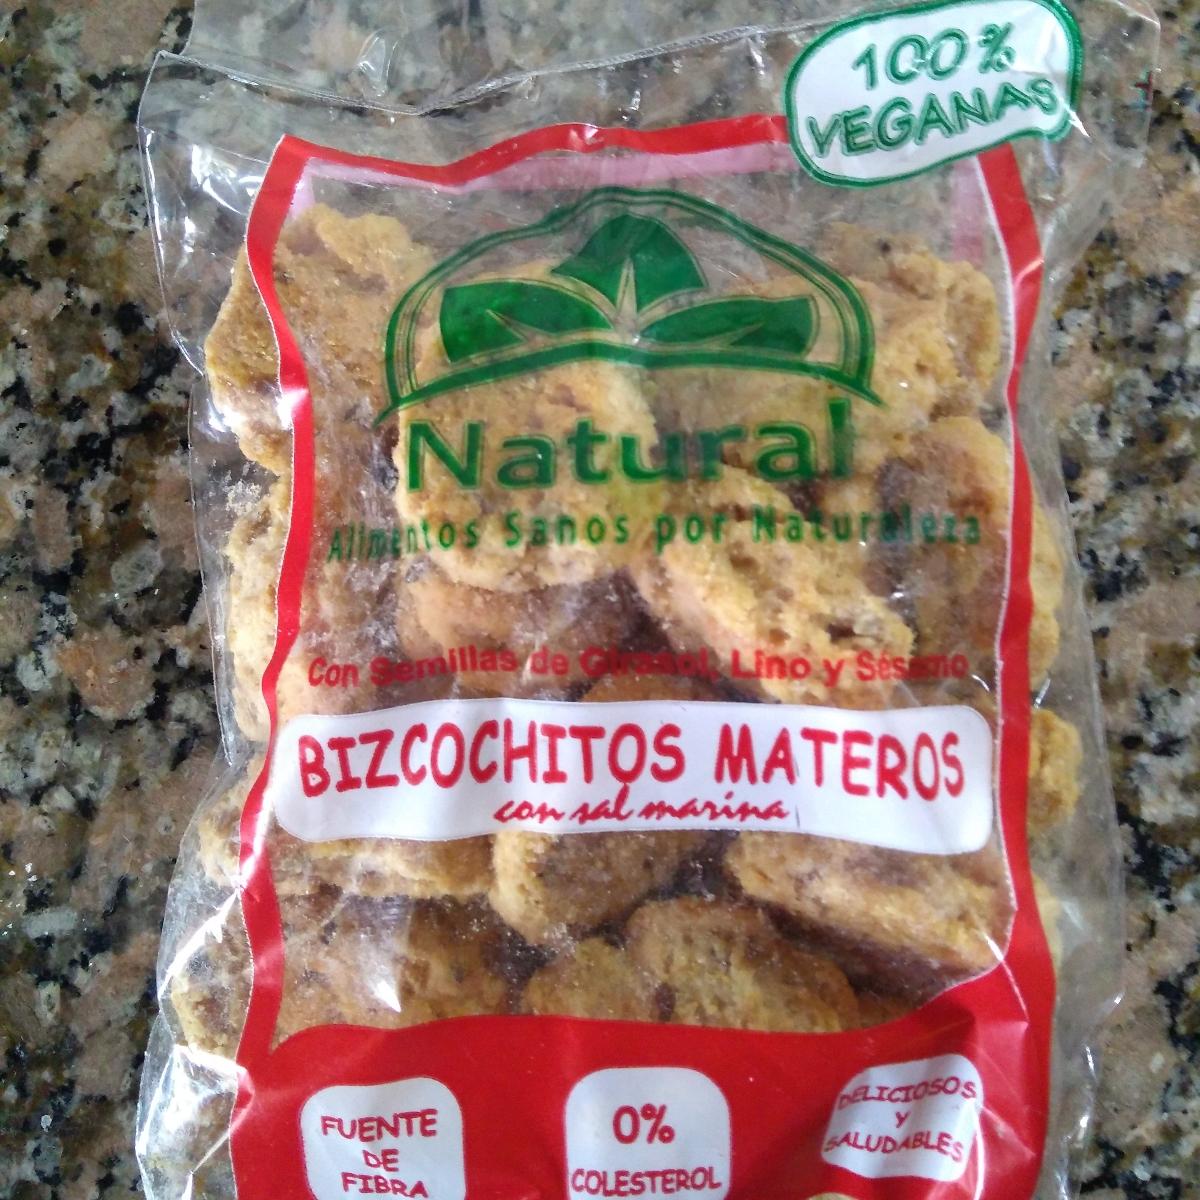 100%
VEGANAS
Natural
Alimentos Sanos por Naturaleza
Con Semillas de Girasol, Lino y Sésamo
BIZCOCHITOS MATEROS
con sal marina
FUENTE
DE
FIBRA
0%
COLESTEROL
DELICIOSOS
Y
SALUDABLES